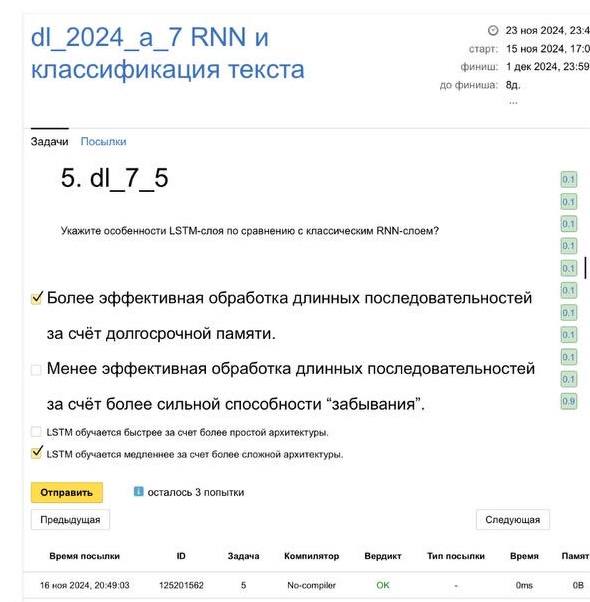 dl_2024_a_7 RNN и
классификация текста
23 ноя 2024, 23:4
старт: 15 ноя 2024, 17:0
финиш: 1 дек 2024, 23:59
до финиша: 8д.
...
Задачи Посылки
5. dl_7_5
Укажите особенности LSTM-слоя по сравнению с классическим RNN-слоем?
0.1
0.1
0.1
0.1
0.1
0.1
0.1
0.1
0.1
0.1
0.9
Более эффективная обработка длинных последовательностей
за счёт долгосрочной памяти.
Менее эффективная обработка длинных последовательностей
за счёт более сильной способности “забывания”.
LSTM обучается быстрее за счет более простой архитектуры.
LSTM обучается медленнее за счет более сложной архитектуры.
Отправить i осталось 3 попытки
Предыдущая Следующая
Время посылки ID Задача Компилятор Вердикт Тип посылки Время Памят
16 ноя 2024, 20:49:03 125201562 5 No-compiler OK - 0ms 0B